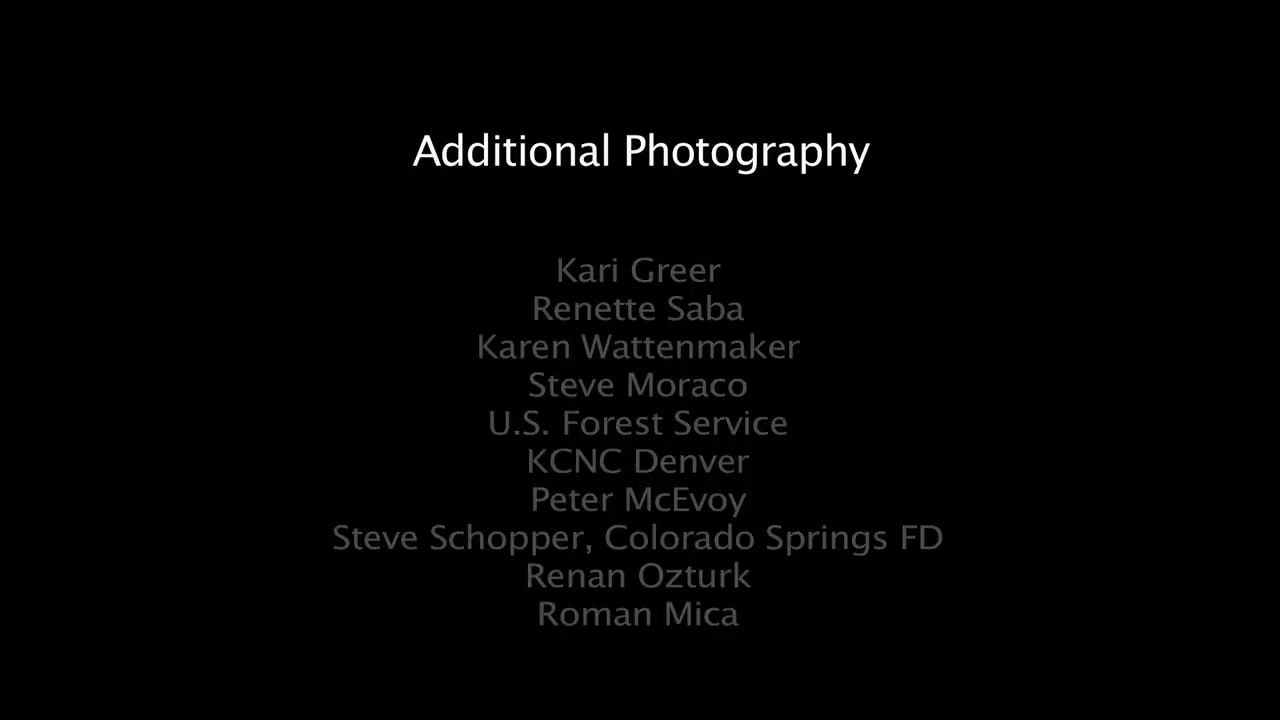 Additional Photography
Kari Greer
Renette Saba
Karen Wattenmaker
Steve Moraco
U.S. Forest Service
KCNC Denver
Peter McEvoy
Steve Schopper, Colorado Springs FD
Renan Ozturk
Roman Mica